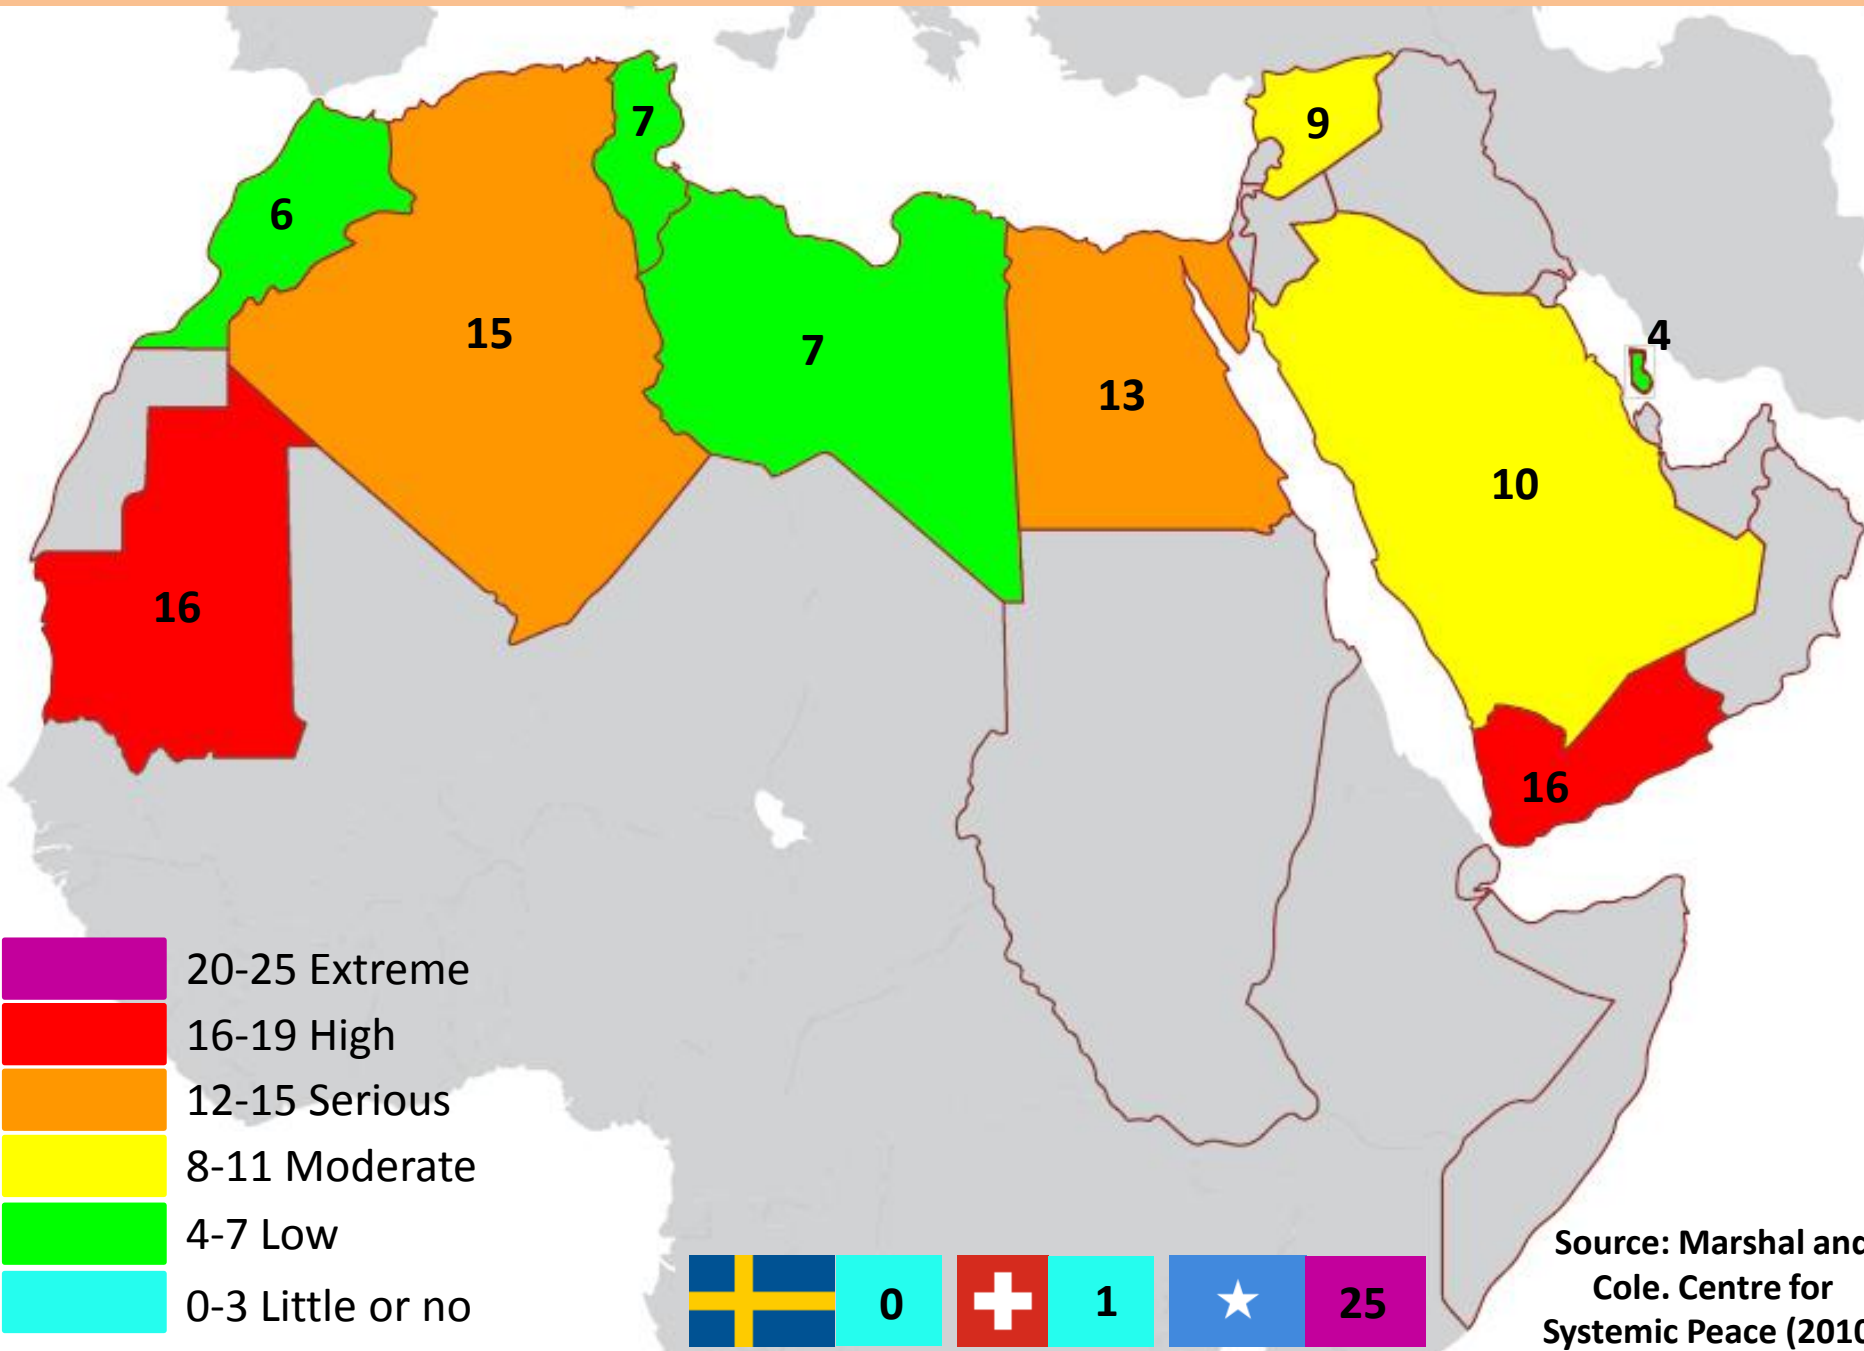 7
9
6
15
7
4
13
10
16
16
20-25 Extreme
16-19 High
12-15 Serious
8-11 Moderate
4-7 Low
0-3 Little or no
0
1
25
Source: Marshal and
Cole. Centre for
Systemic Peace (2010